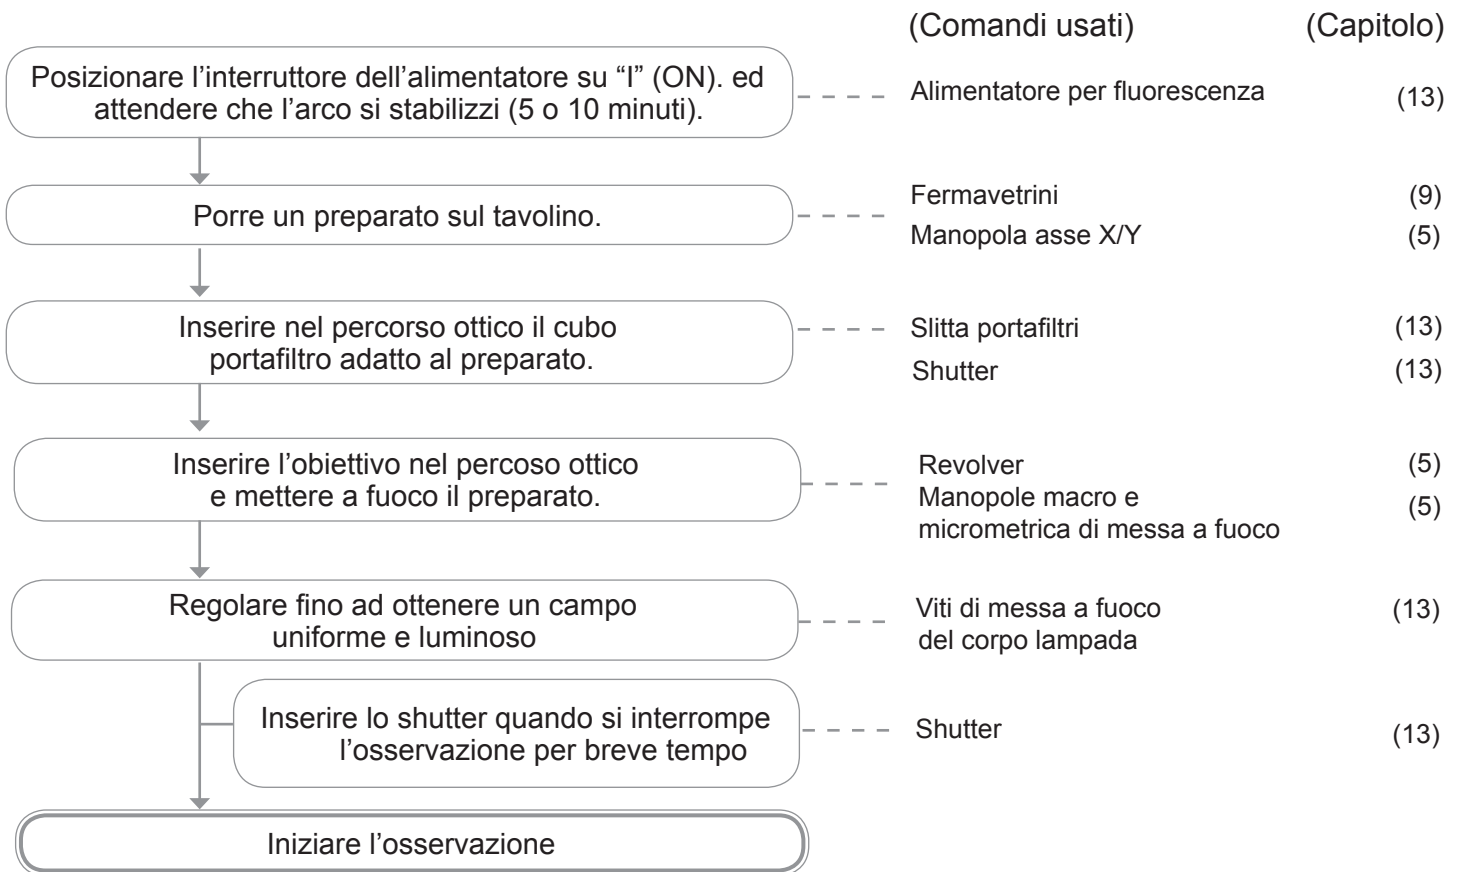 (Comandi usati) (Capitolo)
Posizionare l’interruttore dell’alimentatore su “I” (ON). ed
attendere che l’arco si stabilizzi (5 o 10 minuti).
Alimentatore per fluorescenza (13)
Porre un preparato sul tavolino.
Fermavetrini (9)
Manopola asse X/Y (5)
Inserire nel percorso ottico il cubo
portafiltro adatto al preparato.
Slitta portafiltri (13)
Shutter (13)
Inserire l’obiettivo nel percoso ottico
e mettere a fuoco il preparato.
Revolver (5)
Manopole macro e
micrometrica di messa a fuoco (5)
Regolare fino ad ottenere un campo
uniforme e luminoso
Viti di messa a fuoco (13)
del corpo lampada
Inserire lo shutter quando si interrompe
l’osservazione per breve tempo
Shutter (13)
Iniziare l’osservazione